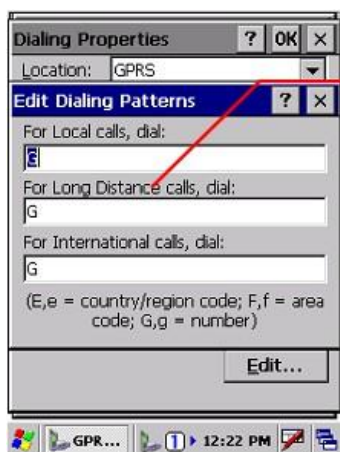 Dialing Properties ? OK ×
Location: GPRS
Edit Dialing Patterns ? ×
For Local calls, dial:
G
For Long Distance calls, dial:
G
For International calls, dial:
G
(E,e = country/region code; F,f = area
code; G,g = number)
Edit...
GPR... 1 12:22 PM